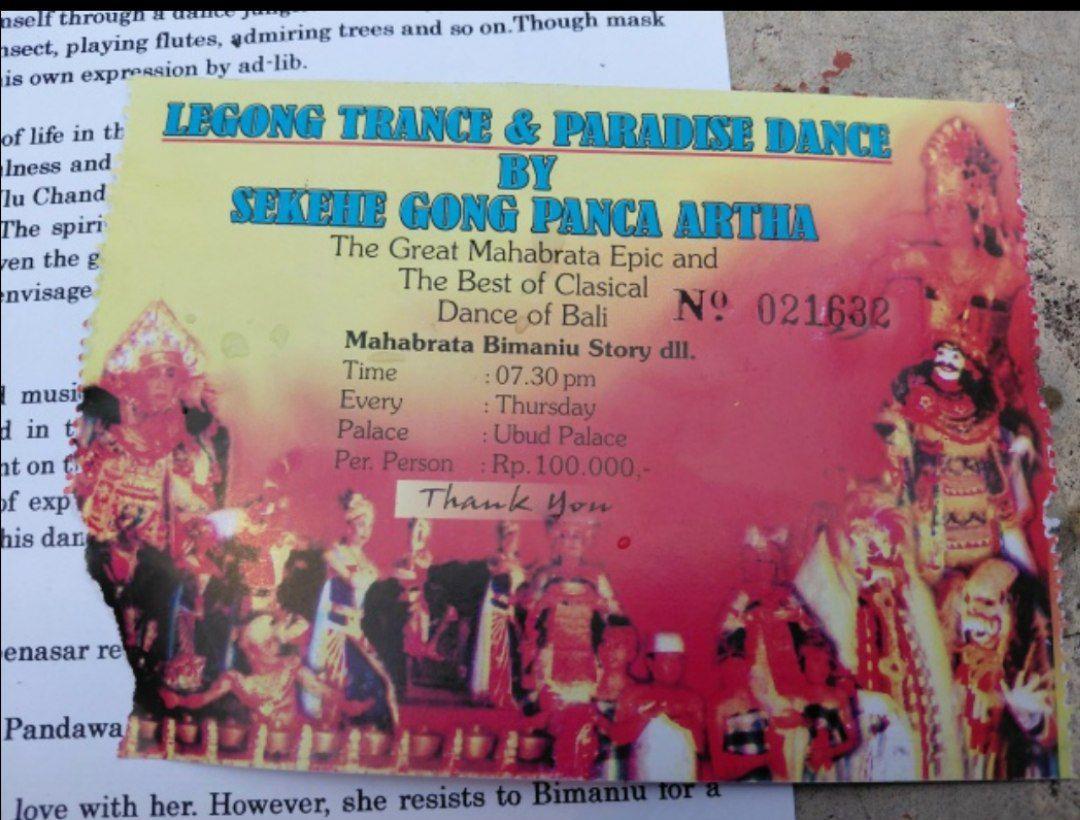 nself through a dance
nsect, playing flutes, admiring trees and so on.Though mask
is own expression by ad-lib.
of life in th
lness and
lu Chand
The spiri
ven the g
envisage
LEGONG TRANCE & PARADISE DANCE
BY
SEKEHE GONG PANCA ARTHA
The Great Mahabrata Epic and
The Best of Clasical
Dance of Bali
Nº 021632
Mahabrata Bimaniu Story dll.
Time : 07.30 pm
Every : Thursday
Palace : Ubud Palace
Per. Person : Rp.100.000,-
Thank You
musi
d in t
nt on t
of exp
his dan
enasar re
Pandawa
love with her. However, she resists to Bimaniu for a